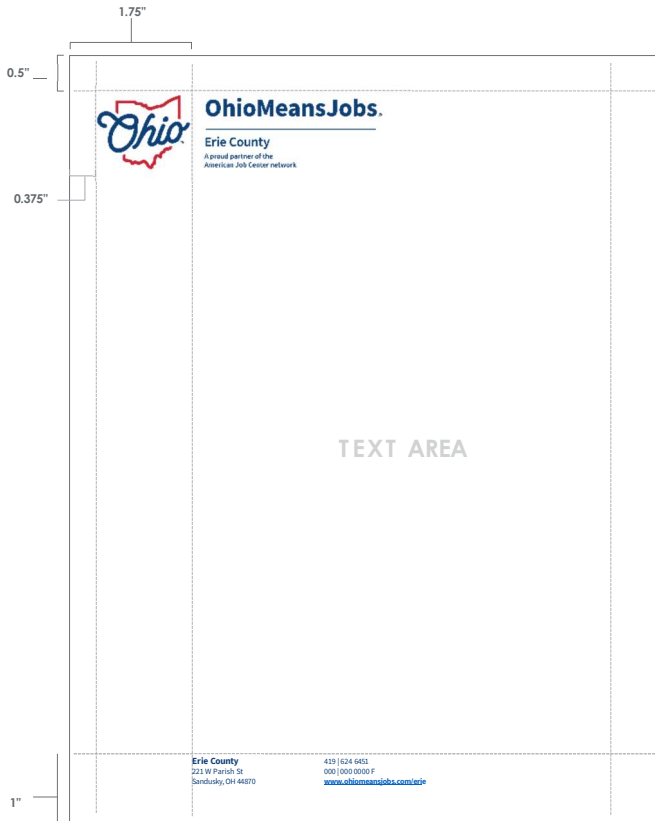 1.75"
0.5"
Ohio
OhioMeansJobs.
Erie County
A proud partner of the
American Job Center network
0.375"
TEXT AREA
Erie County
221 W Parish St
Sandusky, OH 44870
419 | 624 6451
000 | 000 0000 F
www.ohiomeansjobs.com/erie
1"